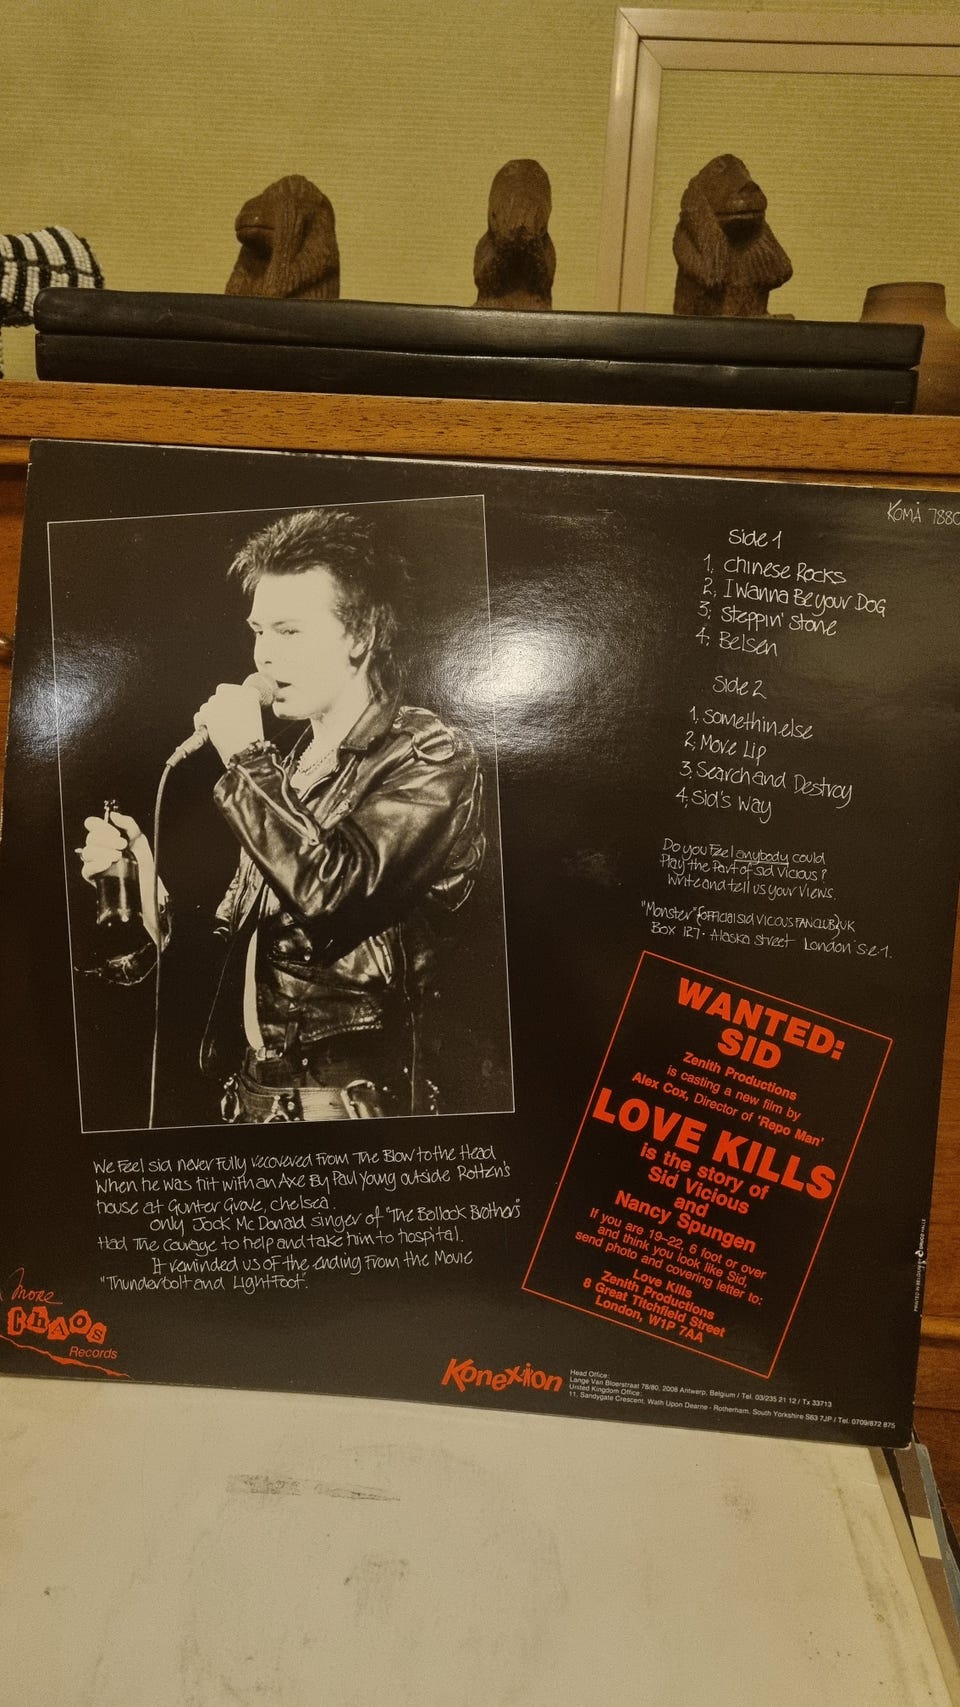 KOMA 7880
Side 1
1, Chinese Rocks
2, I Wanna Be your DOG
3; Steppin' Stone
4, Belsen
Side 2
1, Somethin else
2, Move Lip
3, Search and Destroy
4, Sid's way
Do you Feel anybody could
Play the Part of Sid Vicious?
Write and tell us your Views.
"Monster" {OFFICIAL SID VICIOUS FANCLUB} UK
Box 127. Alaska Street London S.E.1.
WANTED:
SID
Zenith Productions
is casting a new film by
Alex Cox, Director of 'Repo Man'
LOVE KILLS
is the story of
Sid Vicious
and
Nancy Spungen
If you are 19-22, 6 foot or over
and think you look like Sid,
send photo and covering letter to:
Love Kills
Zenith Productions
8 Great Titchfield Street
London, W1P 7AA
We Feel Sid never Fully recovered From The Blow to the Head
When he was hit with an Axe By Paul Young outside Rotten's
house at Gunter Grove, Chelsea.
Only Jock Mc Donald singer of "The Bollock Brothers"
Had The Courage to help and take him to hospital.
It reminded us of the ending From the Movie
"Thunderbolt and LightFoot".
More
CHAOS
Records
Konexion
Head Office:
Lange Van Bloerstraat 78/80, 2008 Antwerp, Belgium / Tel. 03/235 21 12 / Tx 33713
United Kingdom Office:
11, Sandygate Crescent, Wath Upon Dearne - Rotherham, South Yorkshire S63 7JP / Tel. 0709/872 875
PRINTED IN BELGIUM BY